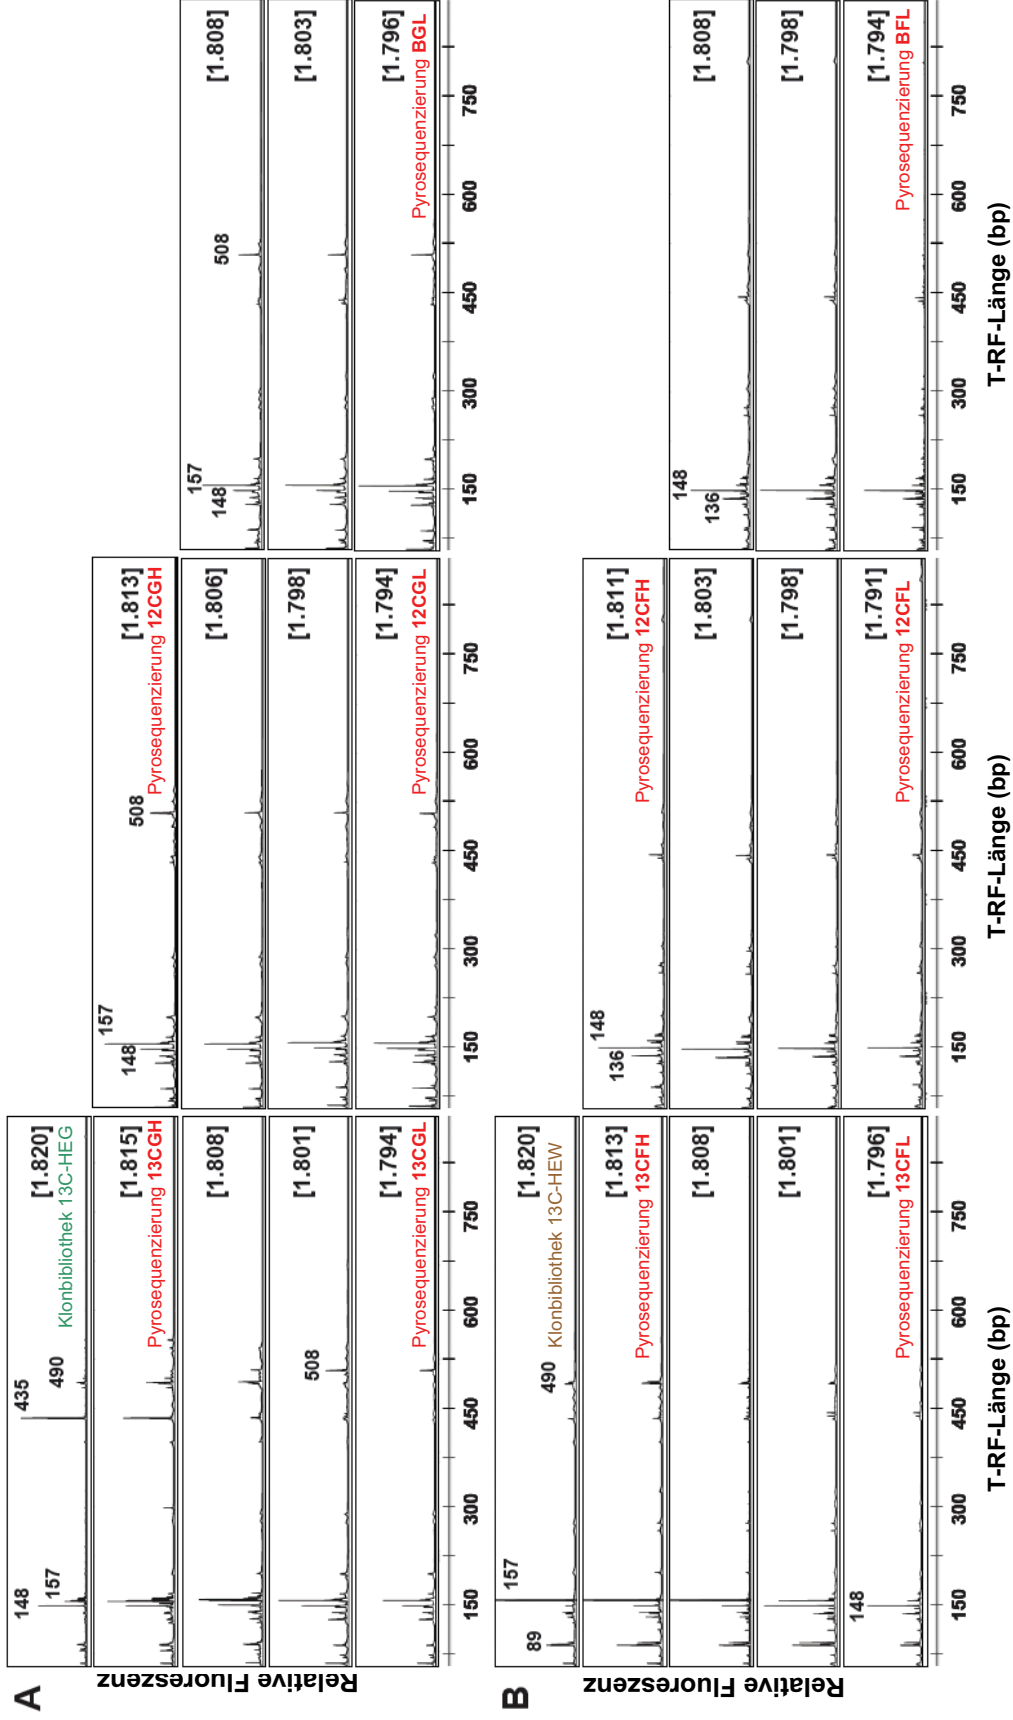 A
Relative Fluoreszenz
148
157
435
490
[1.820]
Klonbibliothek 13C-HEG
[1.815]
Pyrosequenzierung 13CGH
[1.808]
508
[1.801]
[1.794]
Pyrosequenzierung 13CGL
150 300 450 600 750
157
148
508
[1.813]
Pyrosequenzierung 12CGH
[1.806]
[1.798]
[1.794]
Pyrosequenzierung 12CGL
150 300 450 600 750
157
148
508
[1.808]
[1.803]
[1.796]
Pyrosequenzierung BGL
150 300 450 600 750
B
Relative Fluoreszenz
89
157
490
[1.820]
Klonbibliothek 13C-HEW
[1.813]
Pyrosequenzierung 13CFH
[1.808]
[1.801]
148
[1.796]
Pyrosequenzierung 13CFL
150 300 450 600 750
T-RF-Länge (bp)
136
148
[1.811]
Pyrosequenzierung 12CFH
[1.803]
[1.798]
[1.791]
Pyrosequenzierung 12CFL
150 300 450 600 750
T-RF-Länge (bp)
148
136
[1.808]
[1.798]
[1.794]
Pyrosequenzierung BFL
150 300 450 600 750
T-RF-Länge (bp)